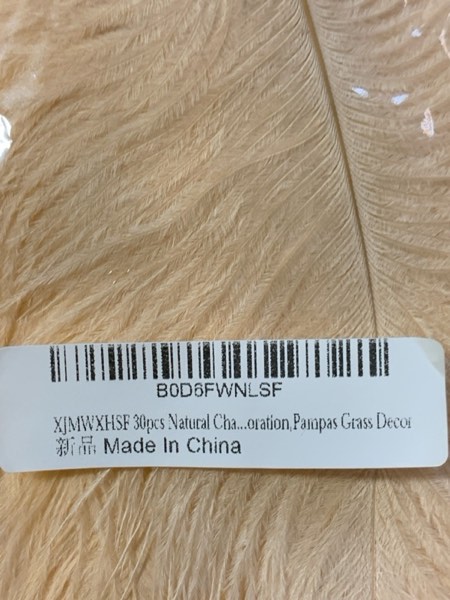 B0D6FWNLSF
XJMWXHSF 30pcs Natural Cha...oration,Pampas Grass Decor
新品 Made In China